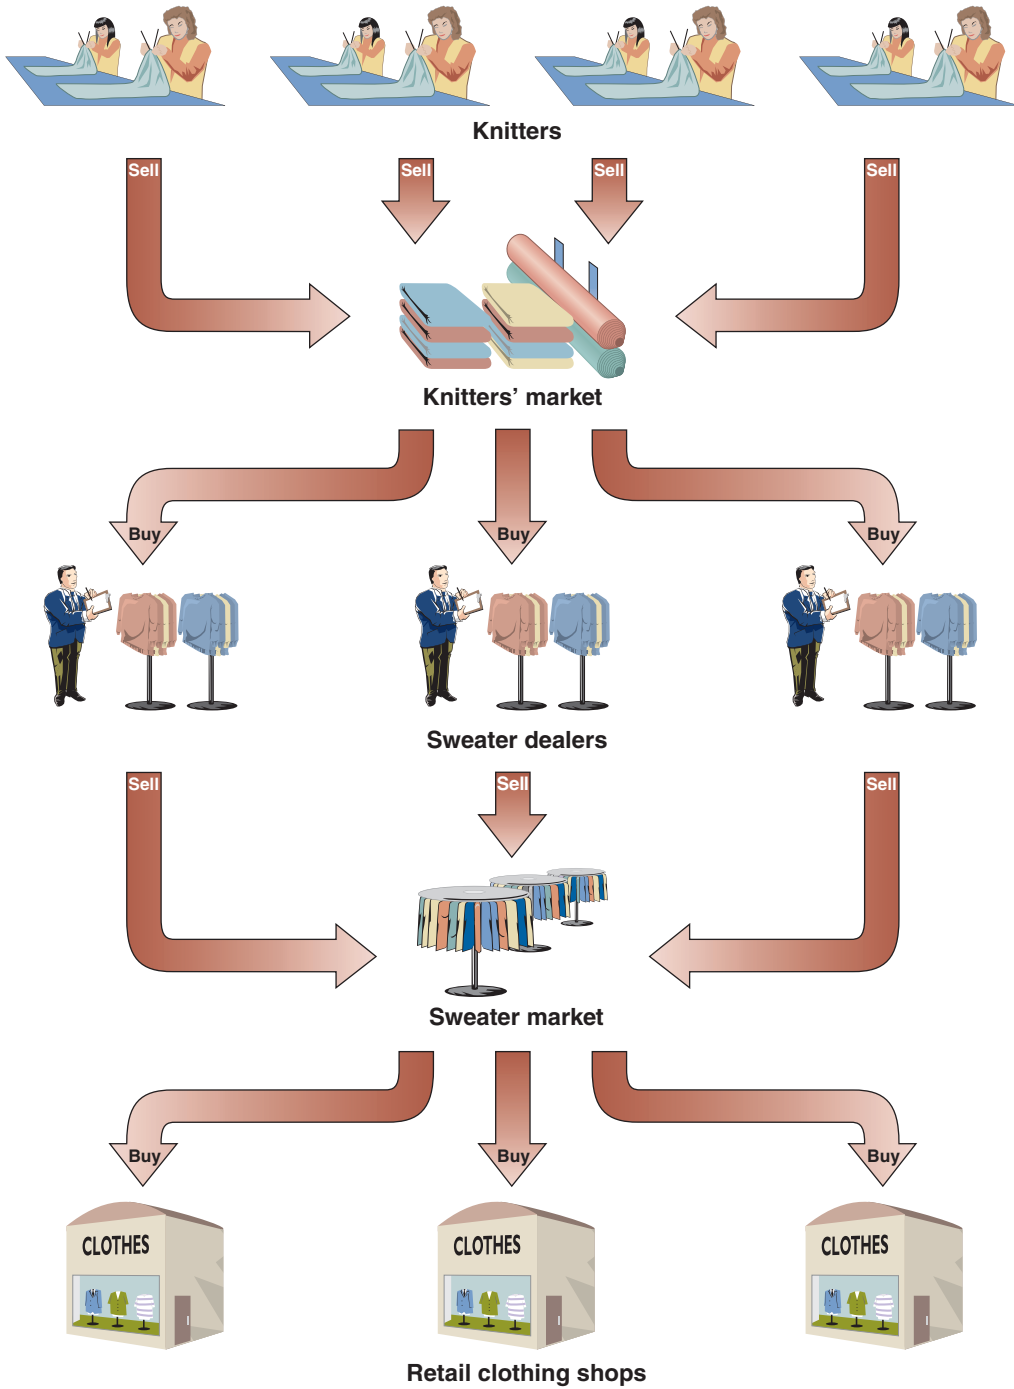 Knitters
Sell
Sell
Sell
Sell
Knitters’ market
Buy
Buy
Buy
Sweater dealers
Sell
Sell
Sell
Sweater market
Buy
Buy
Buy
CLOTHES
CLOTHES
CLOTHES
Retail clothing shops